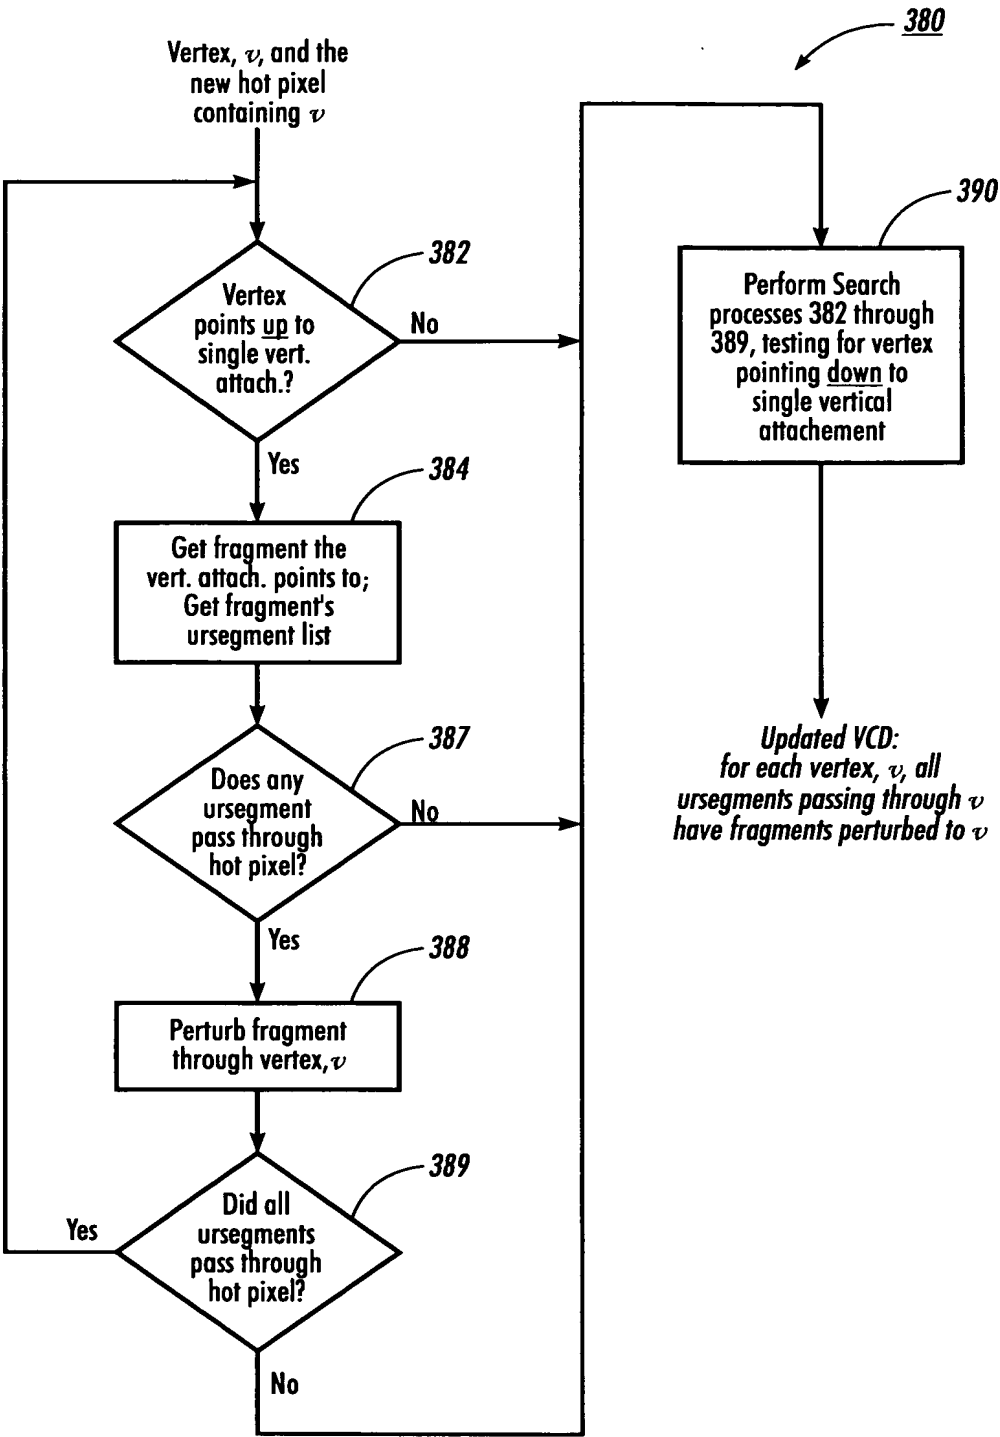 380
Vertex, v, and the
new hot pixel
containing v
382
Vertex
points up to
single vert.
attach.?
No
Yes
384
Get fragment the
vert. attach. points to;
Get fragment's
ursegment list
387
Does any
ursegment
pass through
hot pixel?
No
Yes
388
Perturb fragment
through vertex, v
389
Did all
ursegments
pass through
hot pixel?
Yes
No
390
Perform Search
processes 382 through
389, testing for vertex
pointing down to
single vertical
attachement
Updated VCD:
for each vertex, v, all
ursegments passing through v
have fragments perturbed to v